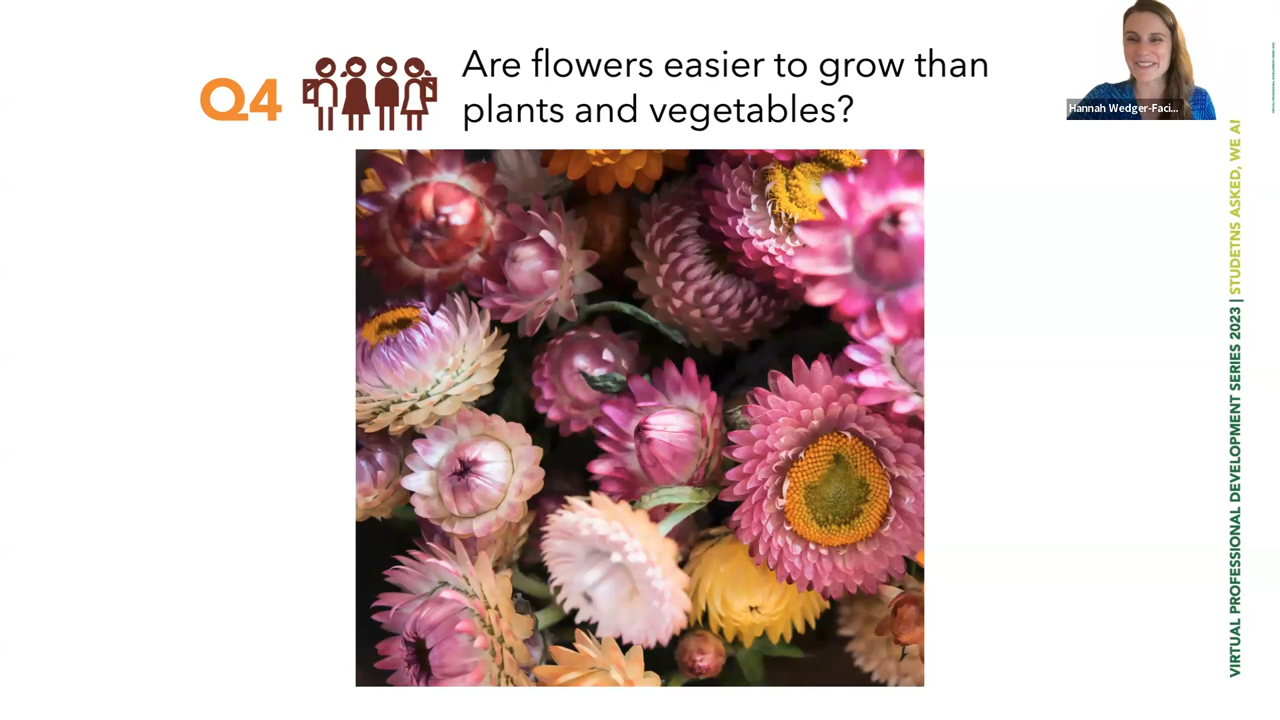 Q4
Are flowers easier to grow than
plants and vegetables?
Hannah Wedger-Faci...
VIRTUAL PROFESSIONAL DEVELOPMENT SERIES 2023 | STUDETNS ASKED, WE A